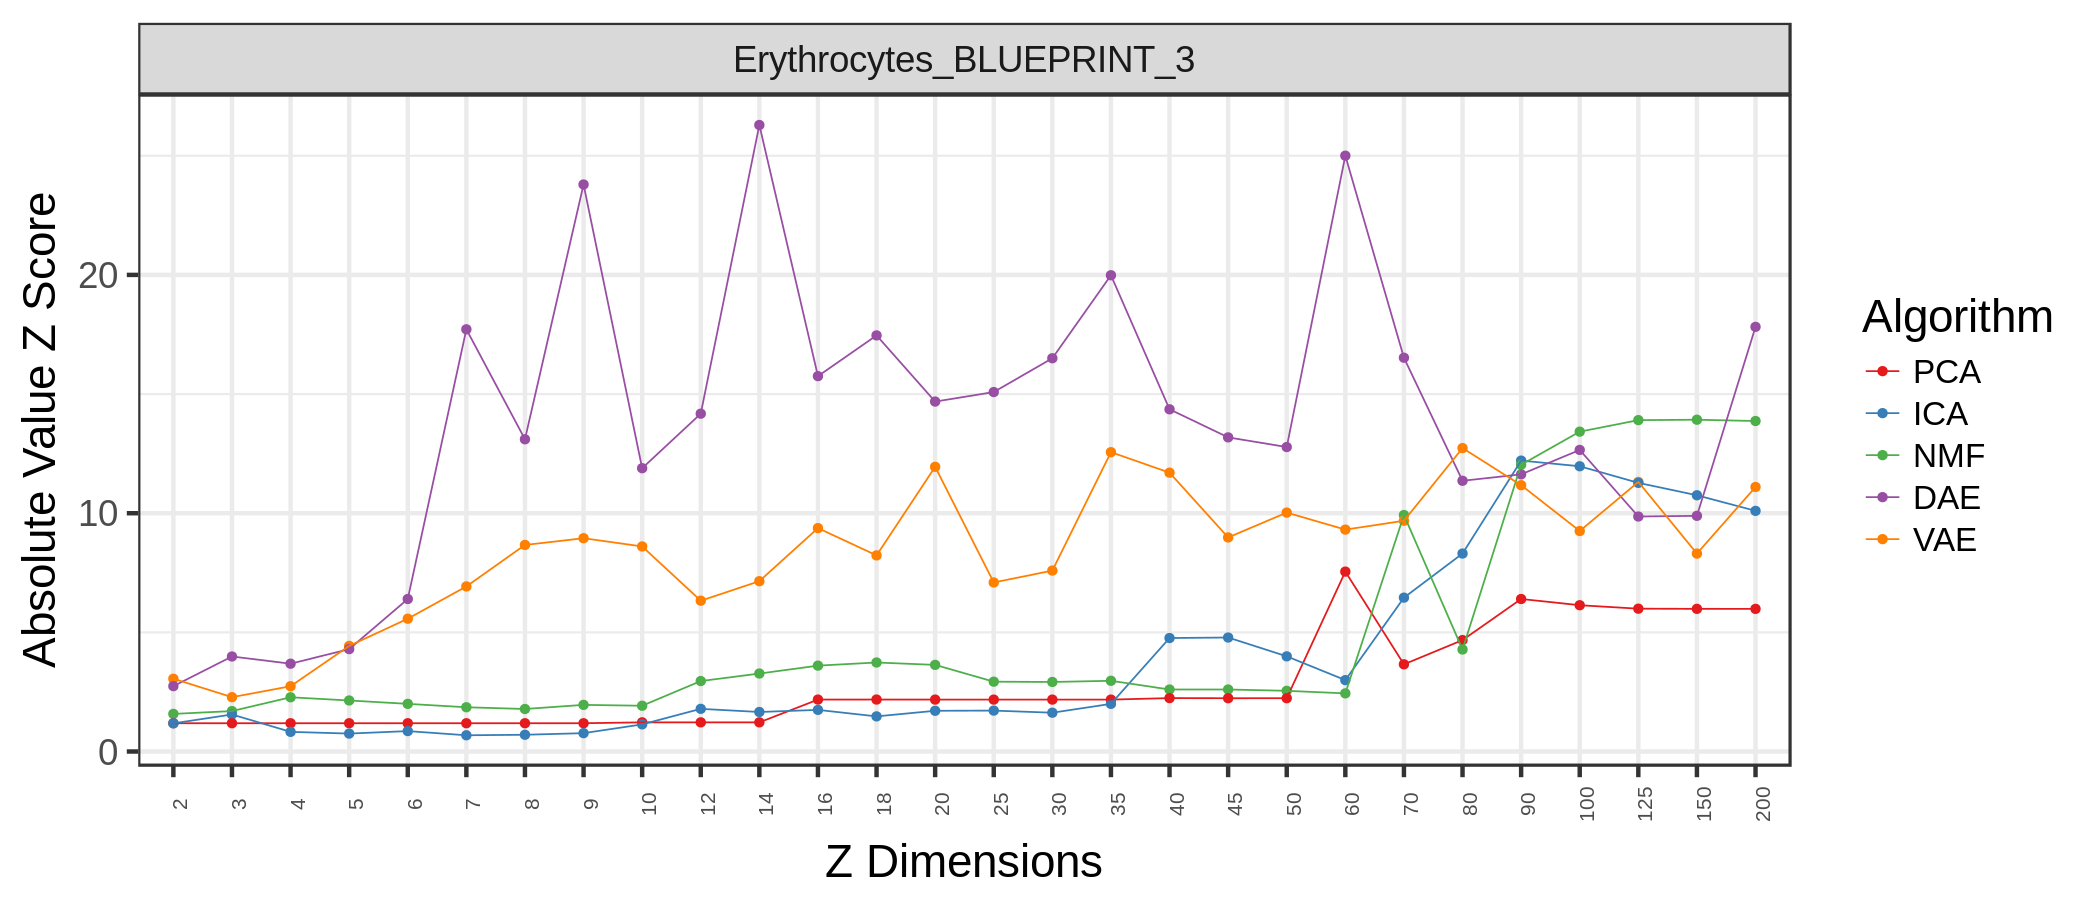 Erythrocytes_BLUEPRINT_3
Absolute Value Z Score
20
10
0
2 3 4 5 6 7 8 9 10 12 14 16 18 20 25 30 35 40 45 50 60 70 80 90 100 125 150 200
Z Dimensions
Algorithm
PCA
ICA
NMF
DAE
VAE